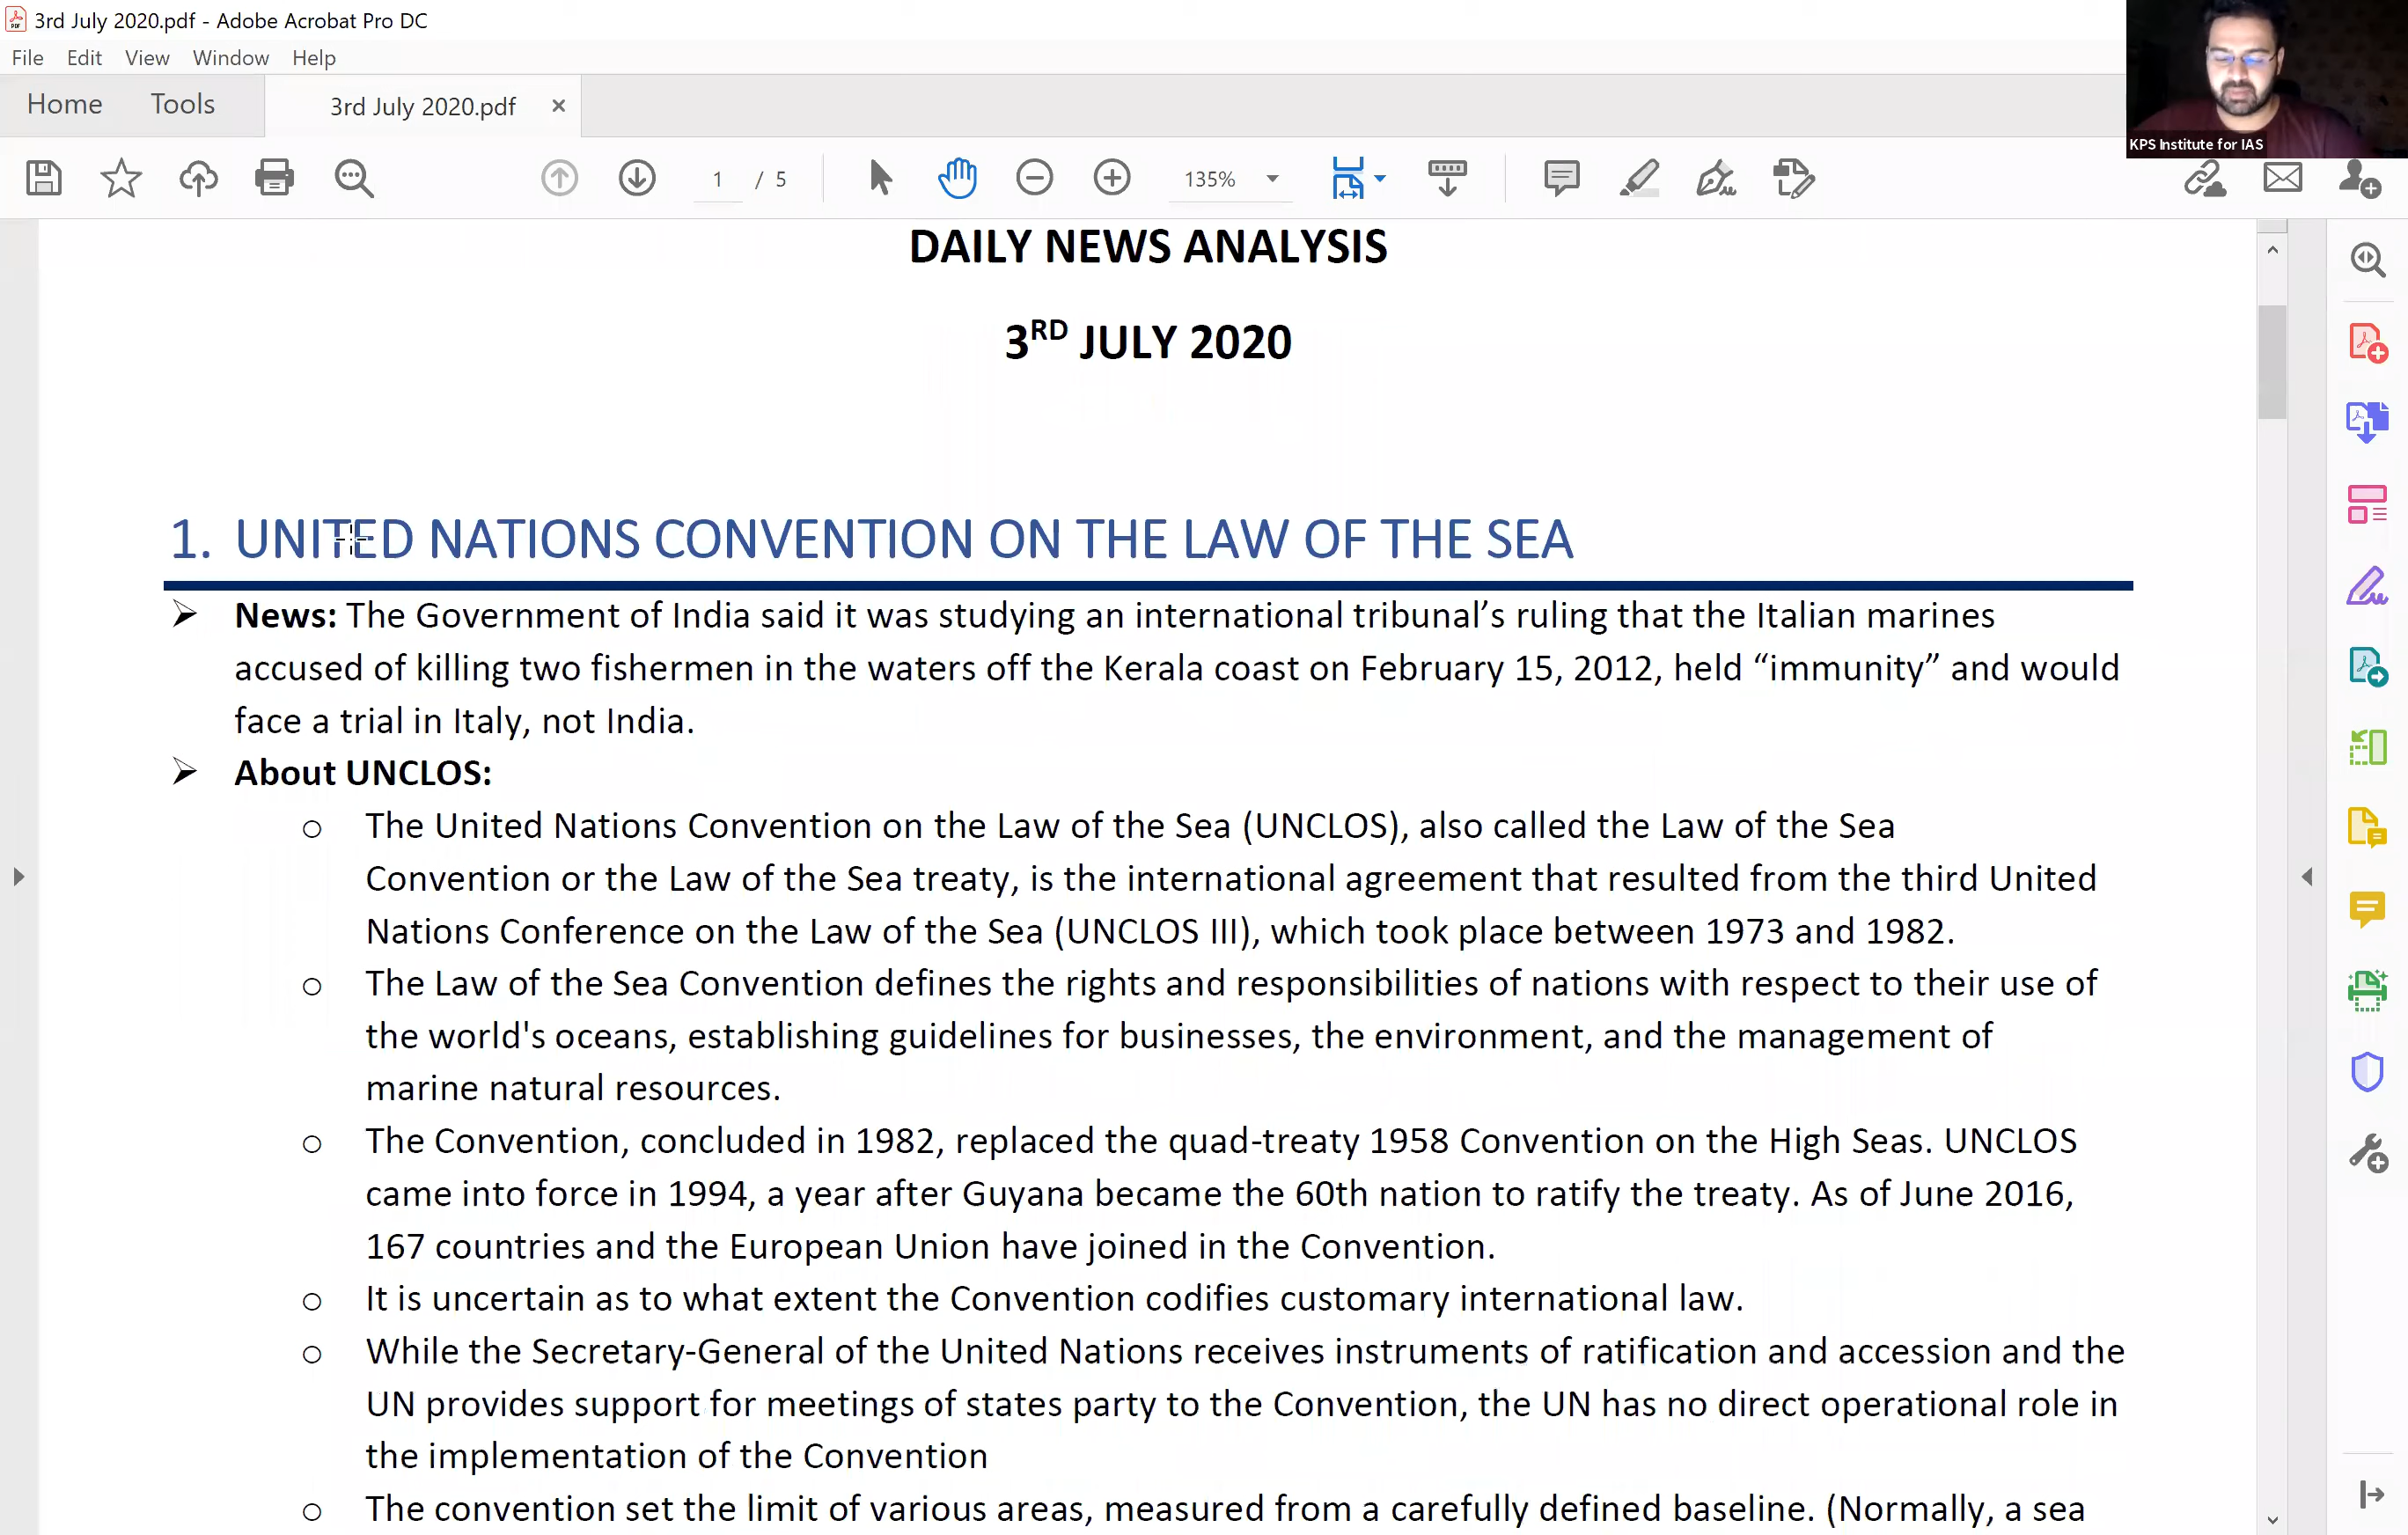 3rd July 2020.pdf - Adobe Acrobat Pro DC
File Edit View Window Help
Home Tools 3rd July 2020.pdf ×
KPS Institute for IAS
1 / 5 135%
DAILY NEWS ANALYSIS
3RD JULY 2020
1. UNITED NATIONS CONVENTION ON THE LAW OF THE SEA
➢ News: The Government of India said it was studying an international tribunal’s ruling that the Italian marines
accused of killing two fishermen in the waters off the Kerala coast on February 15, 2012, held “immunity” and would
face a trial in Italy, not India.
➢ About UNCLOS:
o The United Nations Convention on the Law of the Sea (UNCLOS), also called the Law of the Sea
Convention or the Law of the Sea treaty, is the international agreement that resulted from the third United
Nations Conference on the Law of the Sea (UNCLOS III), which took place between 1973 and 1982.
o The Law of the Sea Convention defines the rights and responsibilities of nations with respect to their use of
the world's oceans, establishing guidelines for businesses, the environment, and the management of
marine natural resources.
o The Convention, concluded in 1982, replaced the quad-treaty 1958 Convention on the High Seas. UNCLOS
came into force in 1994, a year after Guyana became the 60th nation to ratify the treaty. As of June 2016,
167 countries and the European Union have joined in the Convention.
o It is uncertain as to what extent the Convention codifies customary international law.
o While the Secretary-General of the United Nations receives instruments of ratification and accession and the
UN provides support for meetings of states party to the Convention, the UN has no direct operational role in
the implementation of the Convention
o The convention set the limit of various areas, measured from a carefully defined baseline. (Normally, a sea